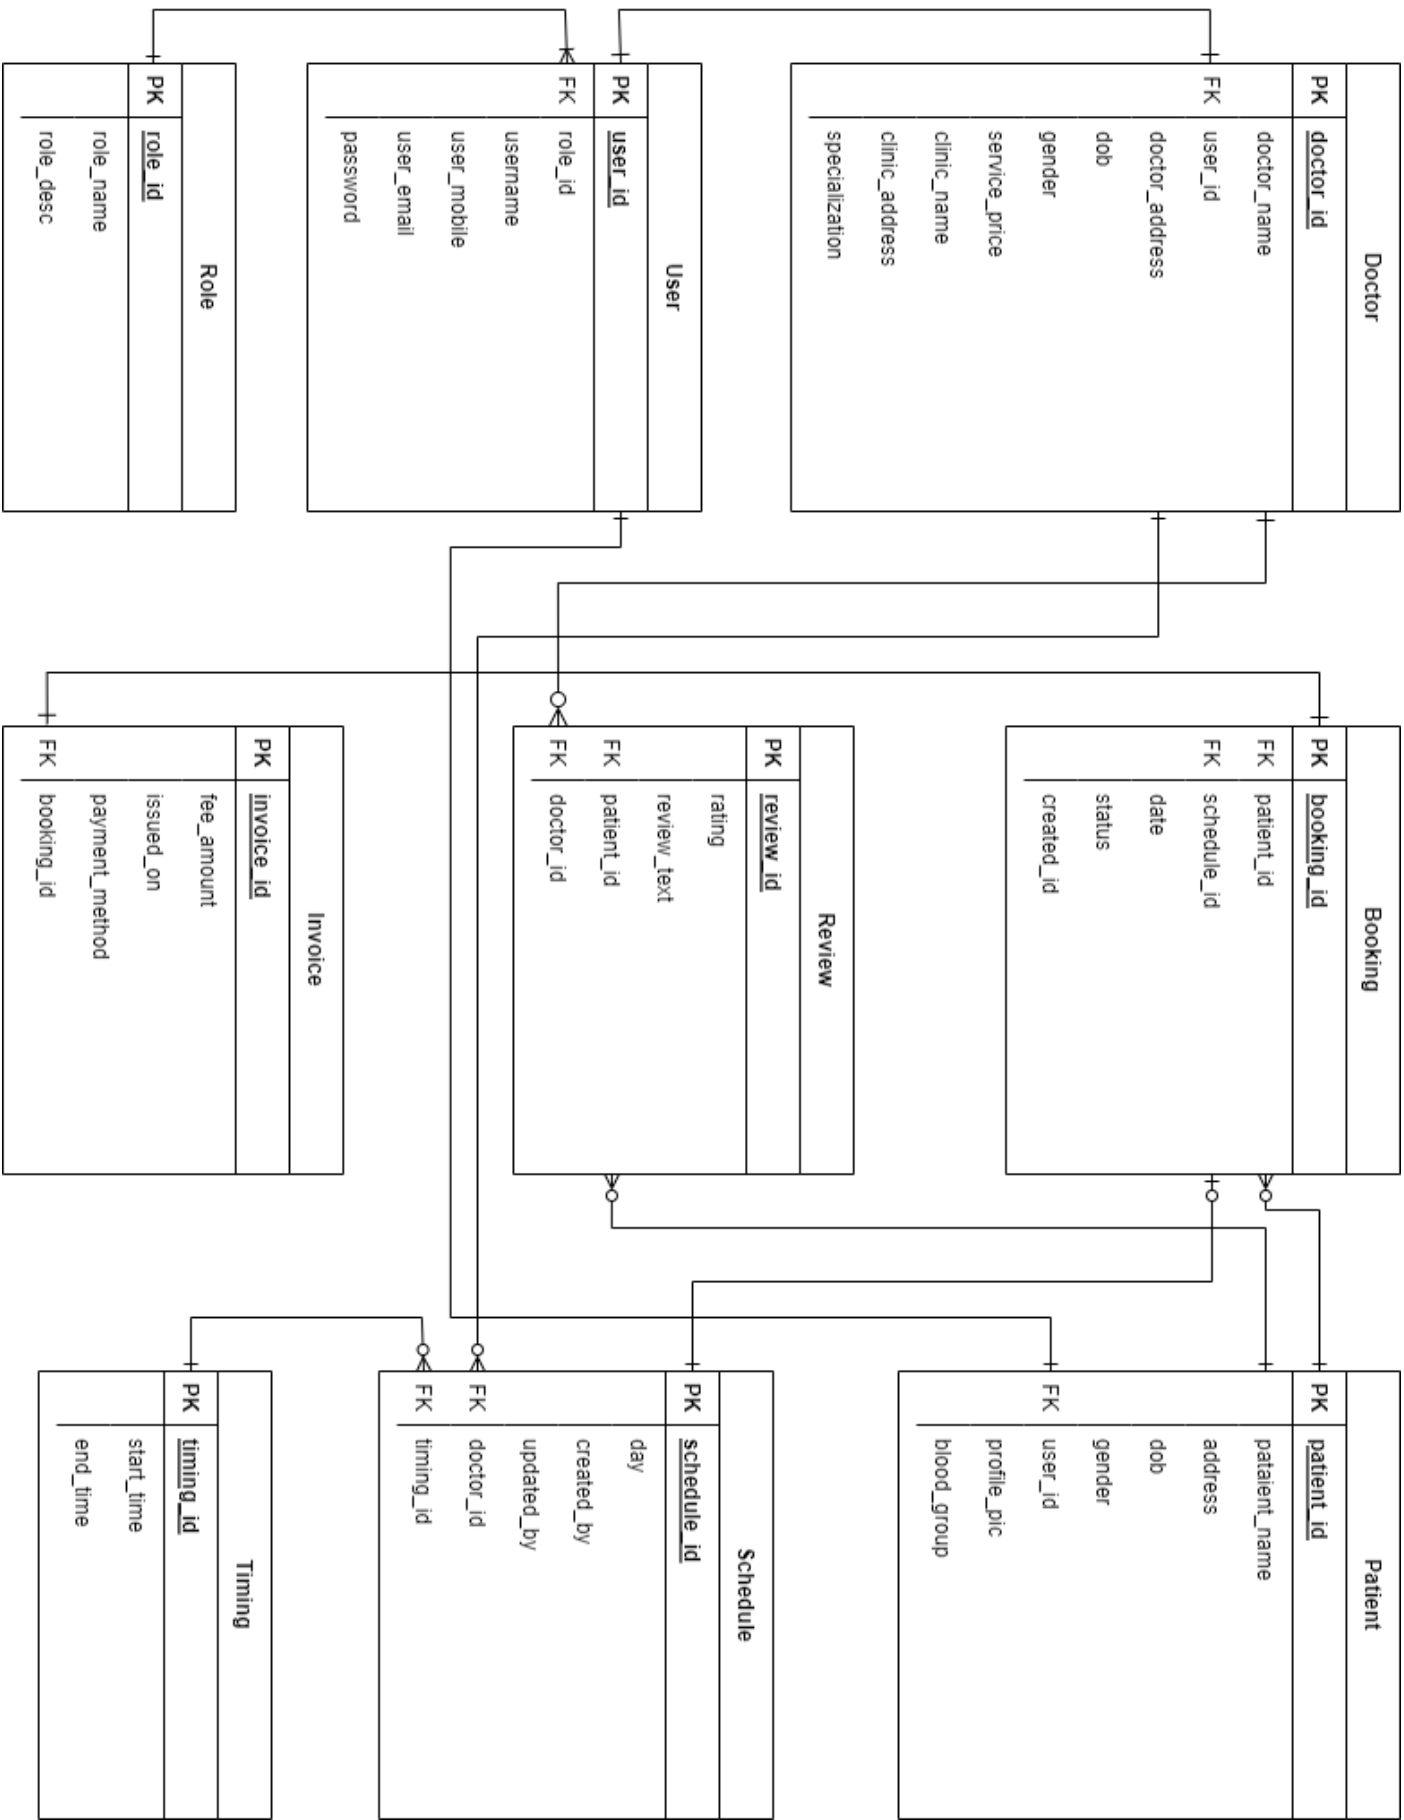 Doctor
PK doctor_id
doctor_name
FK user_id
doctor_address
dob
gender
service_price
clinic_name
clinic_address
specialization
User
PK user_id
FK role_id
username
user_mobile
user_email
password
Role
PK role_id
role_name
role_desc
Booking
PK booking_id
FK patient_id
FK schedule_id
date
status
created_id
Review
PK review_id
rating
review_text
FK patient_id
FK doctor_id
Invoice
PK invoice_id
fee_amount
issued_on
payment_method
FK booking_id
Patient
PK patient_id
pataient_name
address
dob
gender
FK user_id
profile_pic
blood_group
Schedule
PK schedule_id
day
created_by
updated_by
FK doctor_id
FK timing_id
Timing
PK timing_id
start_time
end_time